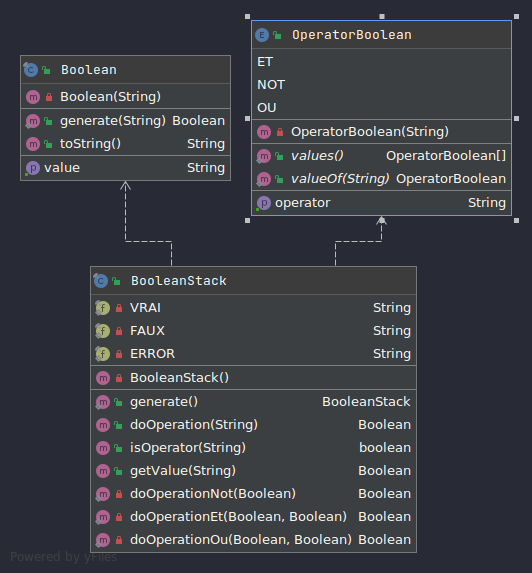 Boolean
Boolean(String)
generate(String) Boolean
toString() String
value String
OperatorBoolean
ET
NOT
OU
OperatorBoolean(String)
values() OperatorBoolean[]
valueOf(String) OperatorBoolean
operator String
BooleanStack
VRAI String
FAUX String
ERROR String
BooleanStack()
generate() BooleanStack
doOperation(String) Boolean
isOperator(String) boolean
getValue(String) Boolean
doOperationNot(Boolean) Boolean
doOperationEt(Boolean, Boolean) Boolean
doOperationOu(Boolean, Boolean) Boolean
Powered by yFiles